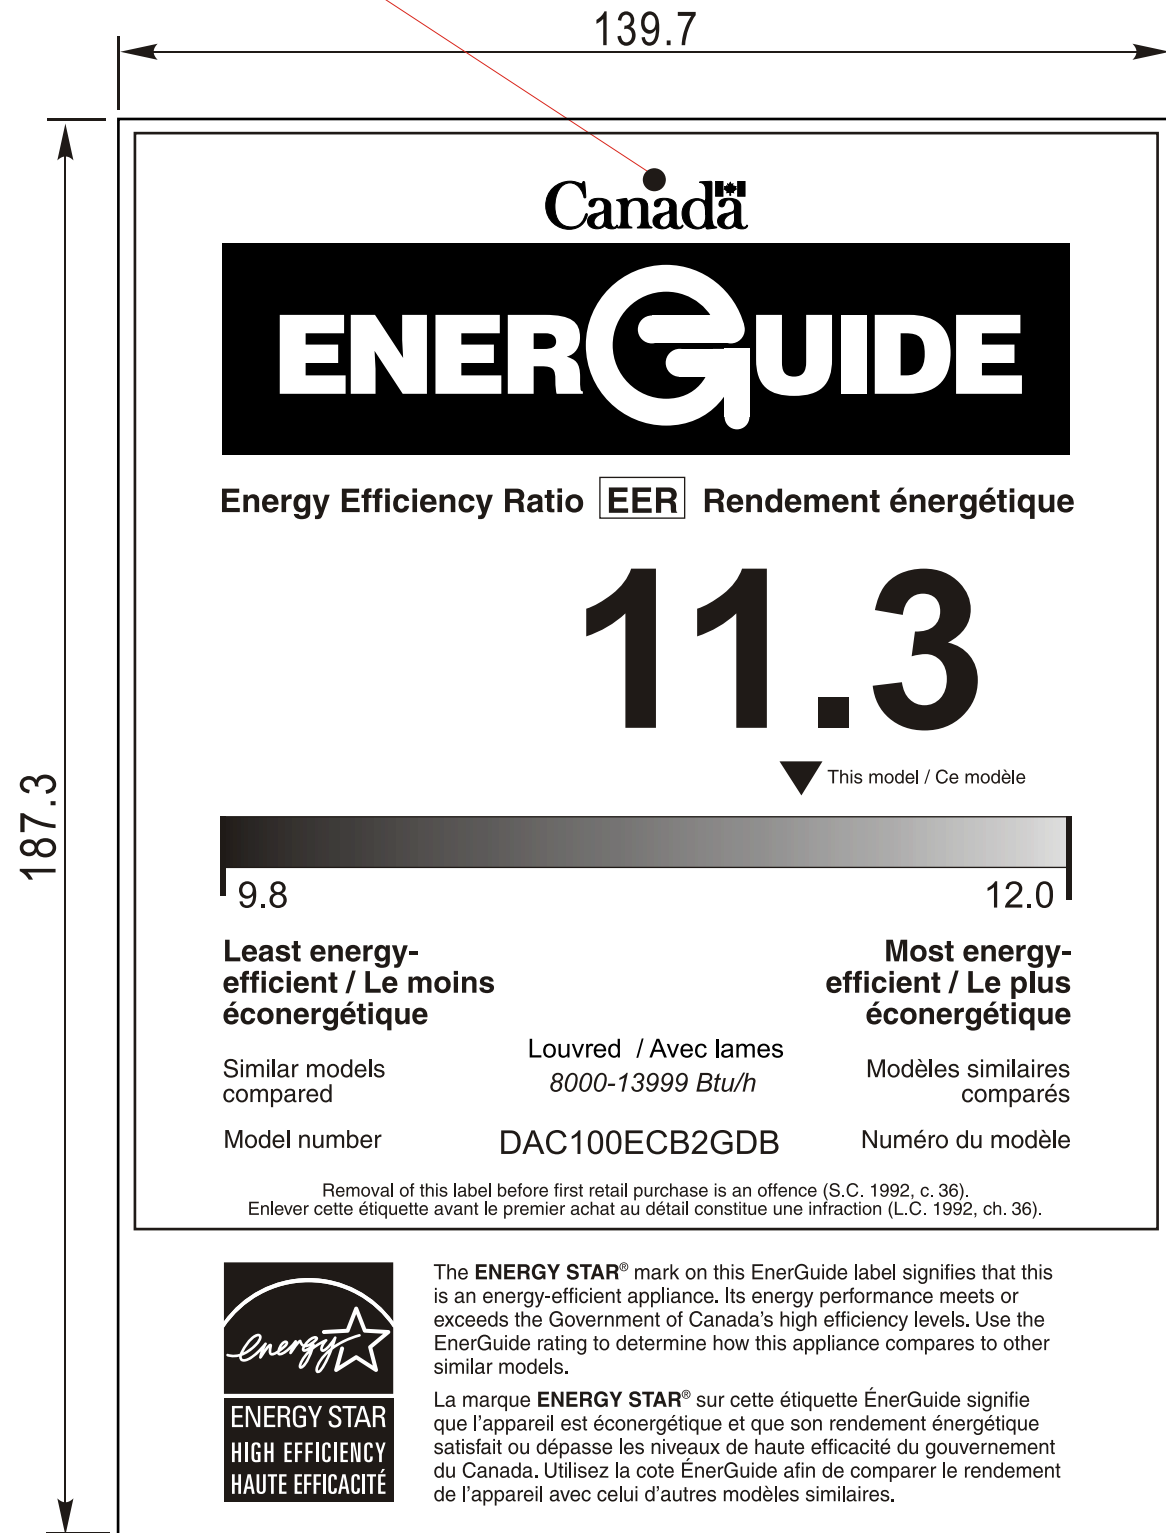 139.7
187.3
Canada
ENERGUIDE
Energy Efficiency Ratio EER Rendement énergétique
11.3
This model / Ce modèle
9.8 12.0
Least energy- Most energy-
efficient / Le moins efficient / Le plus
éconergétique éconergétique
Louvred / Avec lames
Similar models 8000-13999 Btu/h Modèles similaires
compared comparés
Model number DAC100ECB2GDB Numéro du modèle
Removal of this label before first retail purchase is an offence (S.C. 1992, c. 36).
Enlever cette étiquette avant le premier achat au détail constitue une infraction (L.C. 1992, ch. 36).
energy
ENERGY STAR
HIGH EFFICIENCY
HAUTE EFFICACITÉ
The ENERGY STAR® mark on this EnerGuide label signifies that this
is an energy-efficient appliance. Its energy performance meets or
exceeds the Government of Canada's high efficiency levels. Use the
EnerGuide rating to determine how this appliance compares to other
similar models.
La marque ENERGY STAR® sur cette étiquette ÉnerGuide signifie
que l'appareil est éconergétique et que son rendement énergétique
satisfait ou dépasse les niveaux de haute efficacité du gouvernement
du Canada. Utilisez la cote ÉnerGuide afin de comparer le rendement
de l'appareil avec celui d'autres modèles similaires.